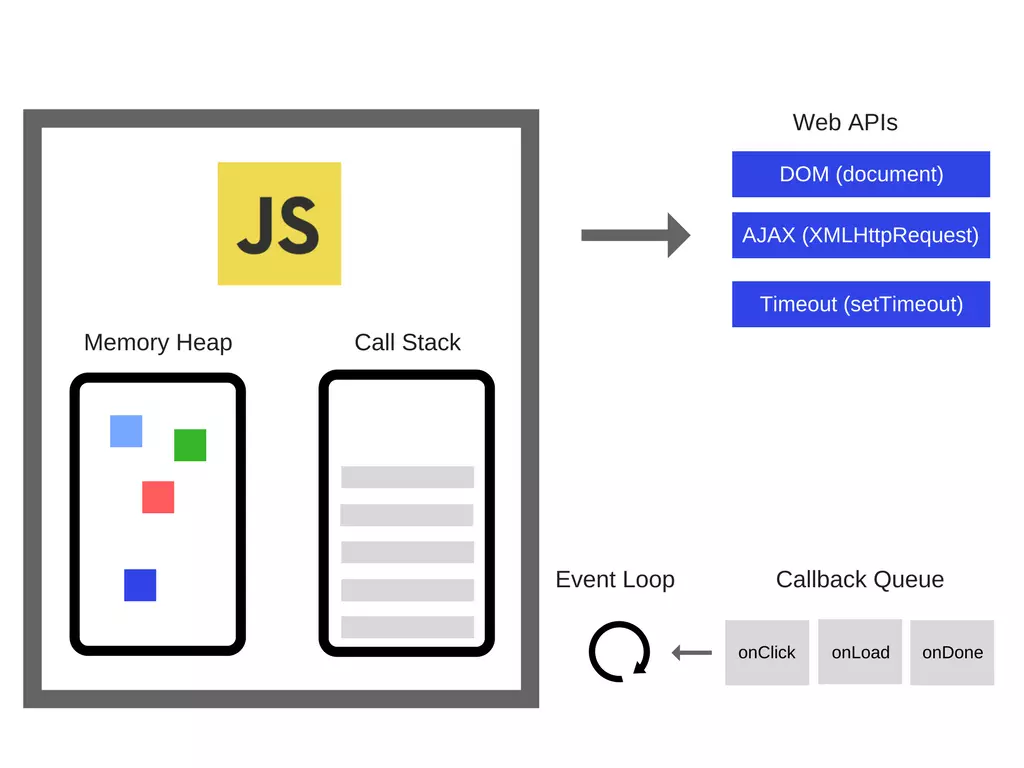 Web APIs
DOM (document)
JS
AJAX (XMLHttpRequest)
Timeout (setTimeout)
Memory Heap
Call Stack
Event Loop
Callback Queue
onClick
onLoad
onDone